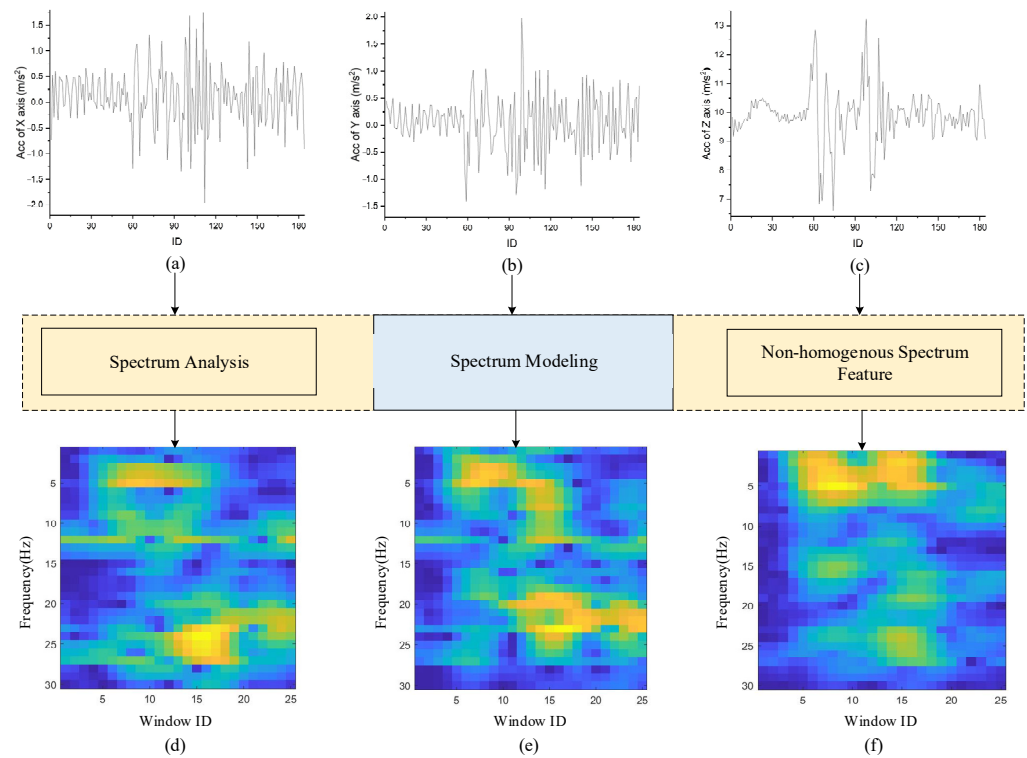 Acc of X axis (m/s²)
1.5
1.0
0.5
0.0
-0.5
-1.0
-1.5
-2.0
0 30 60 90 120 150 180
ID
(a)
Acc of Y axis (m/s²)
2.0
1.5
1.0
0.5
0.0
-0.5
-1.0
-1.5
0 30 60 90 120 150 180
ID
(b)
Acc of Z axis (m/s²)
13
12
11
10
9
8
7
0 30 60 90 120 150 180
ID
(c)
Spectrum Analysis
Spectrum Modeling
Non-homogenous Spectrum
Feature
Frequency(Hz)
5
10
15
20
25
30
5 10 15 20 25
Window ID
(d)
Frequency(Hz)
5
10
15
20
25
30
5 10 15 20 25
Window ID
(e)
Frequency(Hz)
5
10
15
20
25
30
5 10 15 20 25
Window ID
(f)